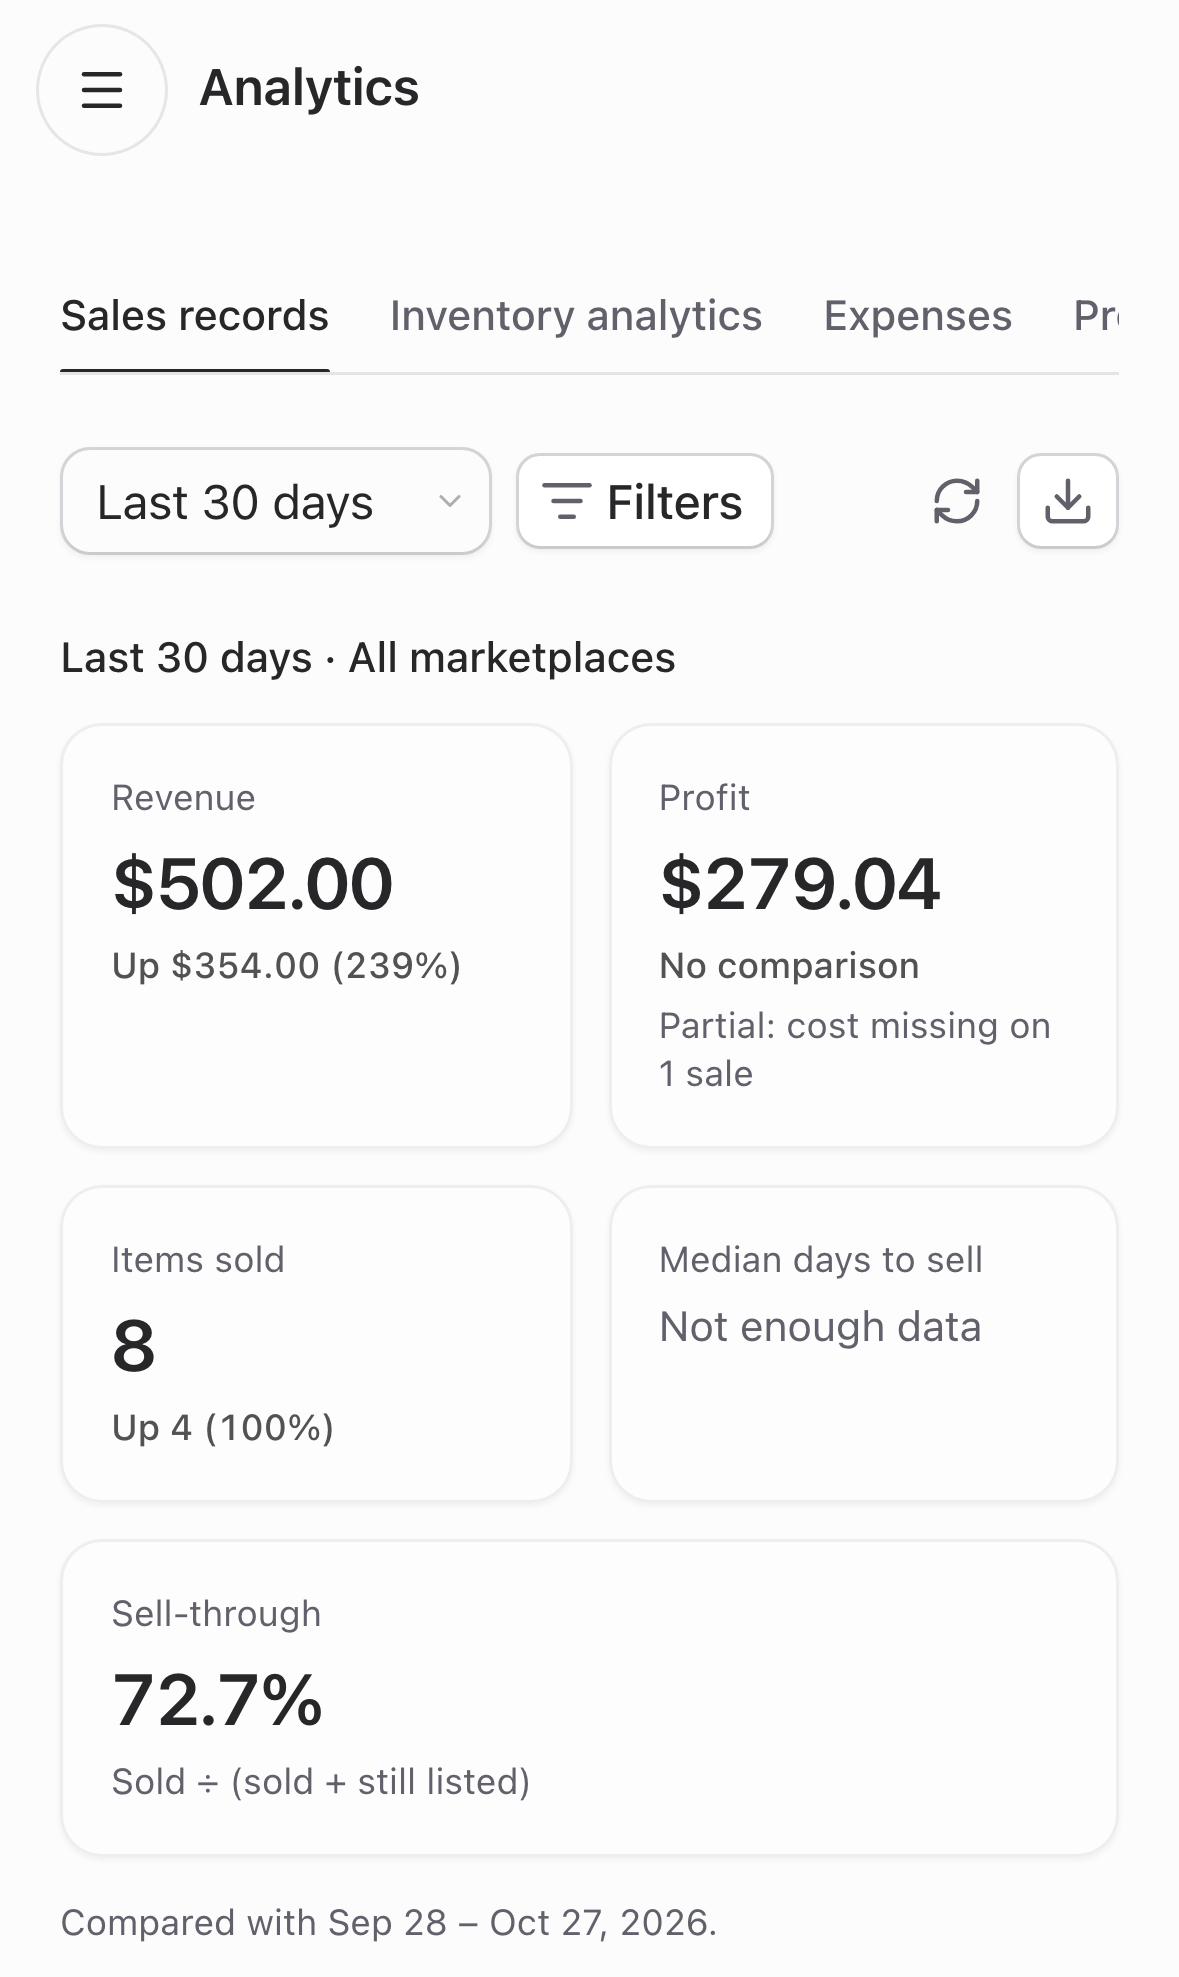 Analytics
Sales records
Inventory analytics
Expenses
Last 30 days
Filters
Last 30 days · All marketplaces
Revenue
$502.00
Up $354.00 (239%)
Profit
$279.04
No comparison
Partial: cost missing on
1 sale
Items sold
8
Up 4 (100%)
Median days to sell
Not enough data
Sell-through
72.7%
Sold ÷ (sold + still listed)
Compared with Sep 28 – Oct 27, 2026.